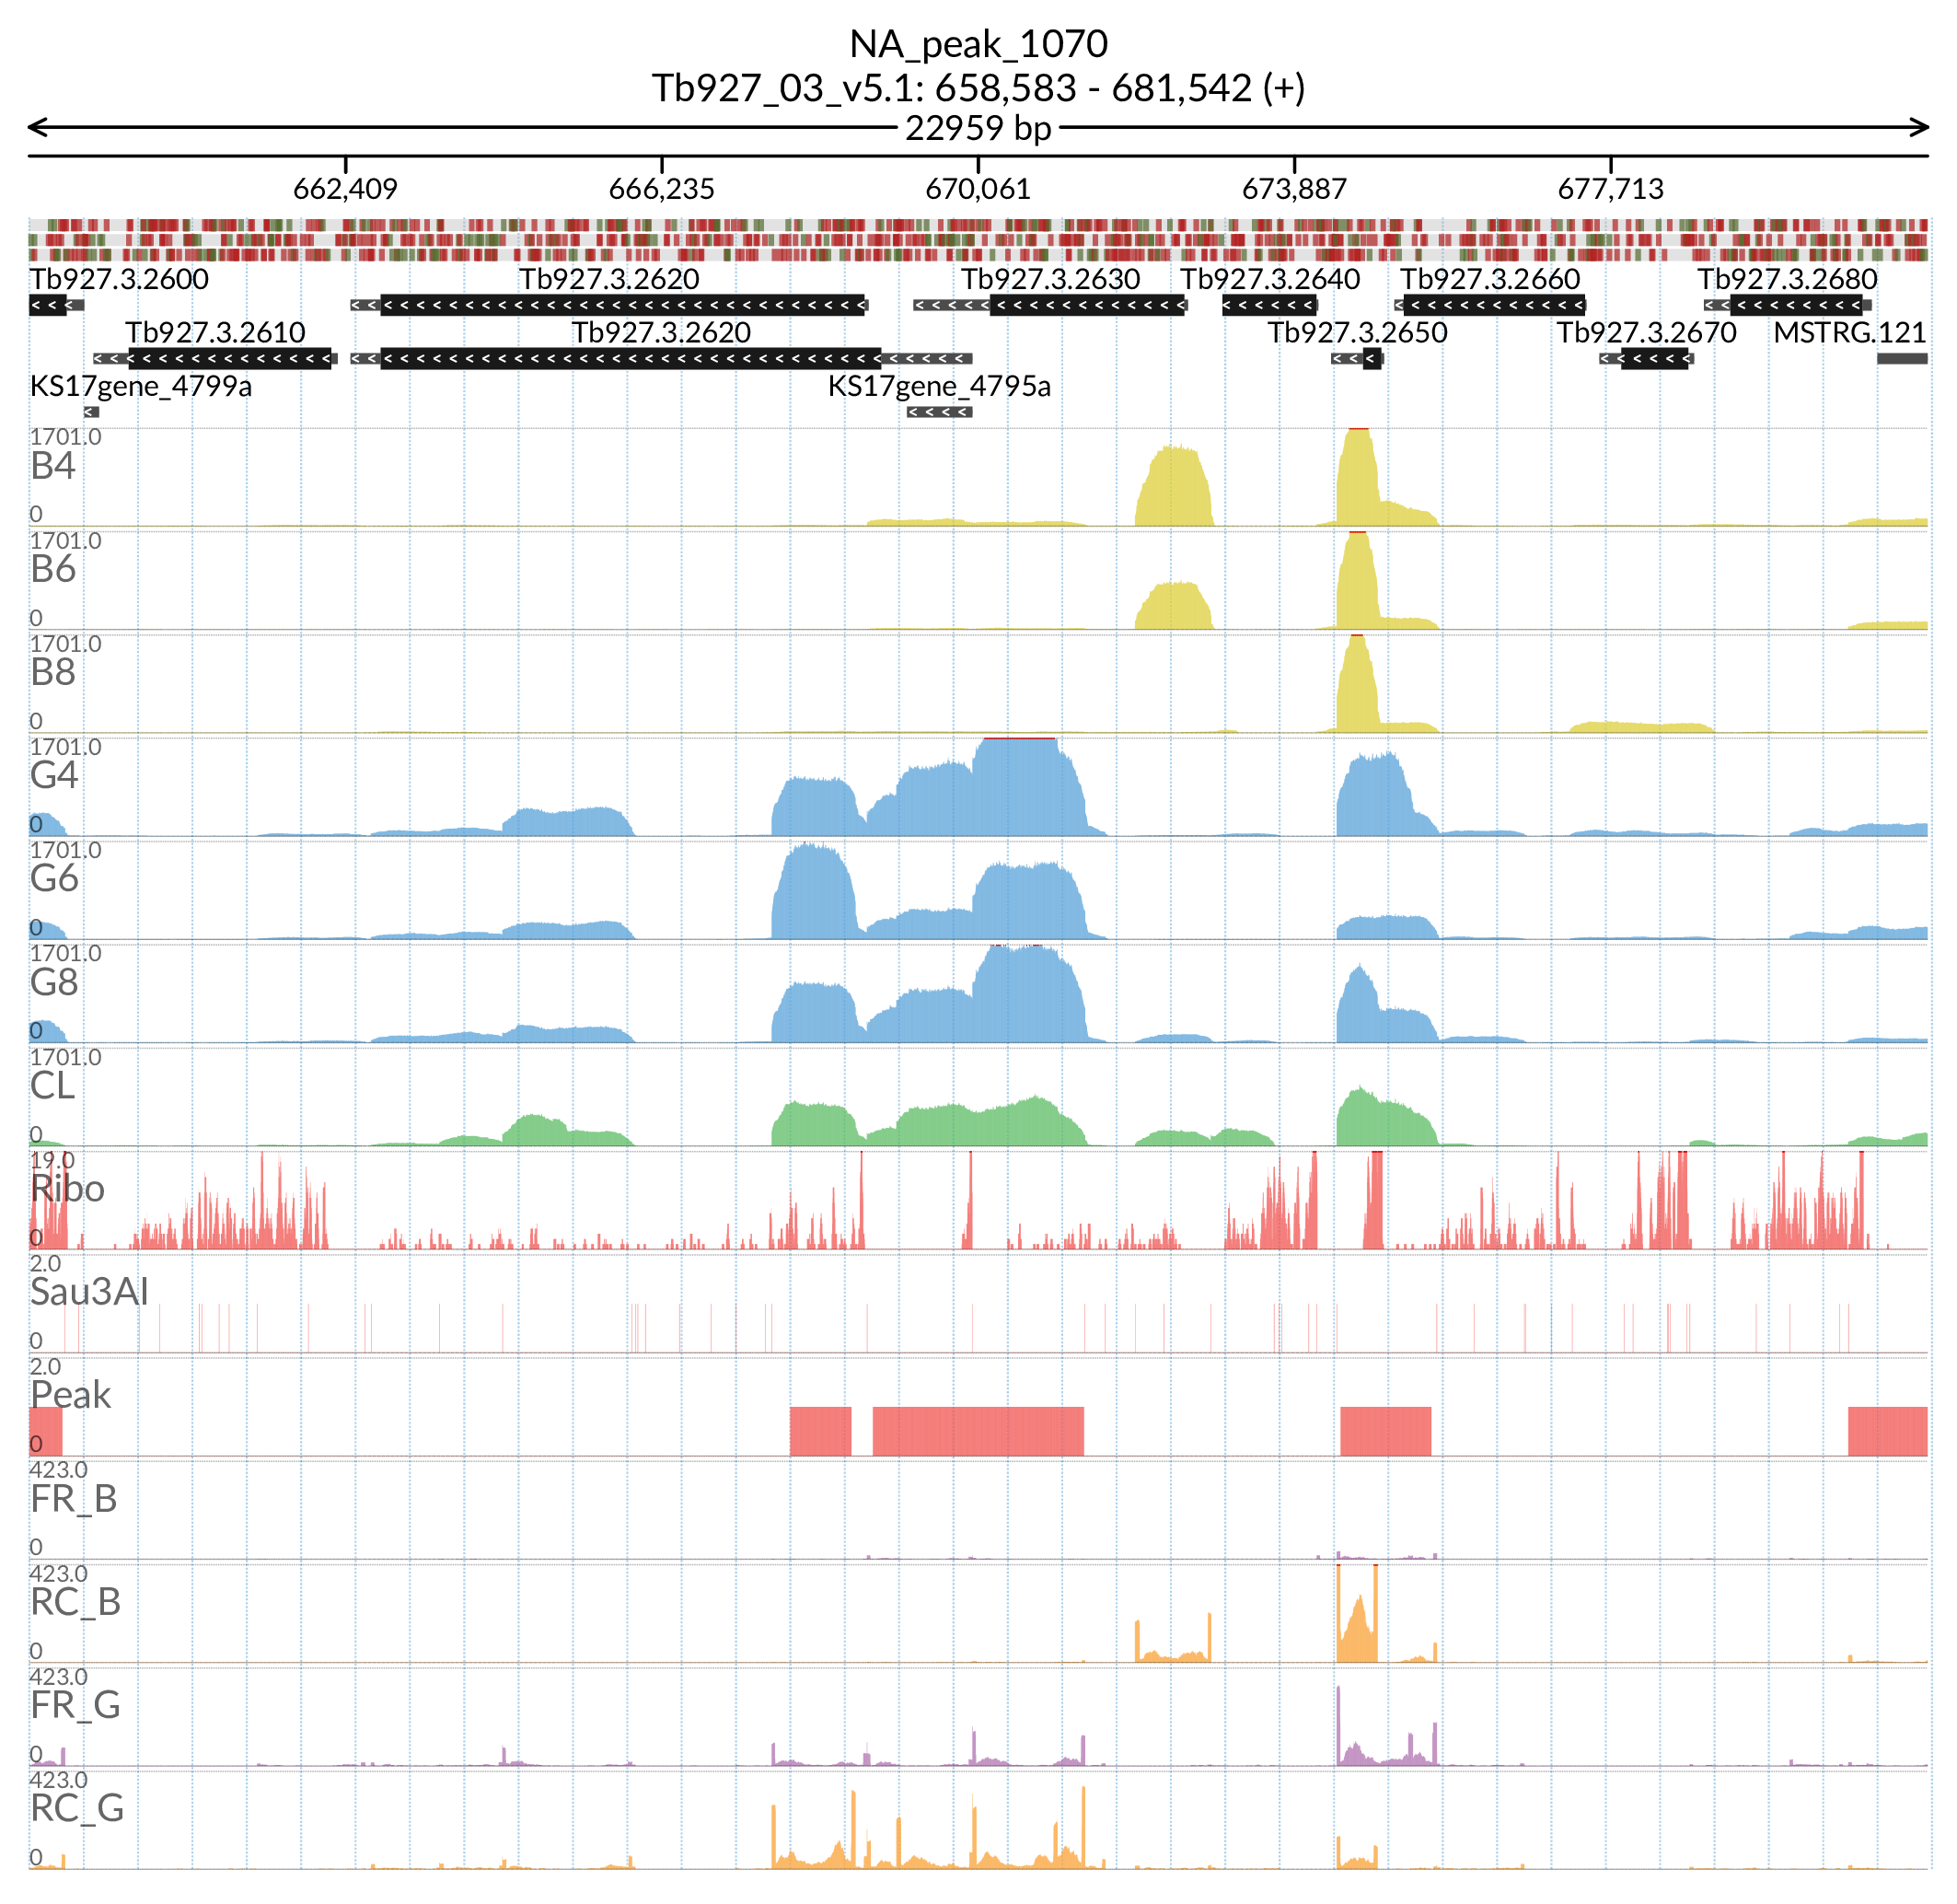 NA_peak_1070
Tb927_03_v5.1: 658,583 - 681,542 (+)
22959 bp
662,409 666,235 670,061 673,887 677,713
Tb927.3.2600 Tb927.3.2620 Tb927.3.2630 Tb927.3.2640 Tb927.3.2660 Tb927.3.2680
Tb927.3.2610 Tb927.3.2620 Tb927.3.2650 Tb927.3.2670 MSTRG.121
KS17gene_4799a KS17gene_4795a
1701.0
B4
0
1701.0
B6
0
1701.0
B8
0
1701.0
G4
0
1701.0
G6
0
1701.0
G8
0
1701.0
CL
0
19.0
Ribo
0
2.0
Sau3AI
0
2.0
Peak
0
423.0
FR_B
0
423.0
RC_B
0
423.0
FR_G
0
423.0
RC_G
0